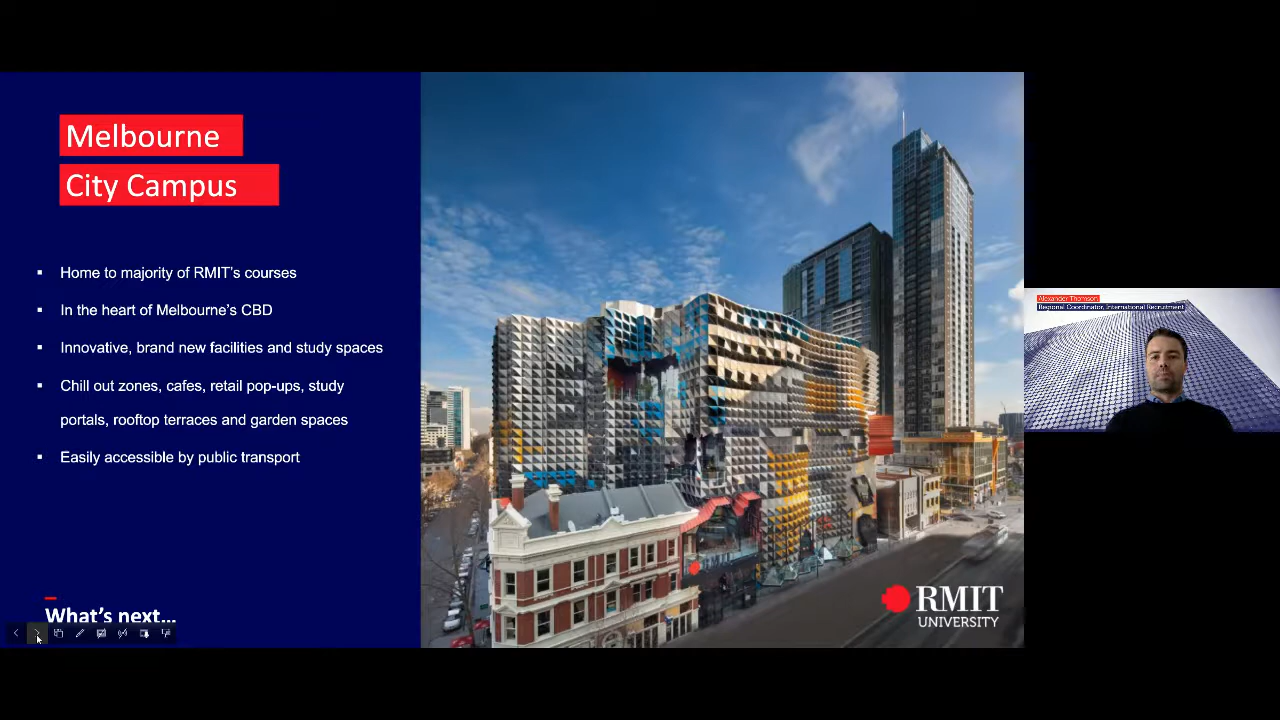 Melbourne
City Campus
▪ Home to majority of RMIT's courses
▪ In the heart of Melbourne's CBD
▪ Innovative, brand new facilities and study spaces
▪ Chill out zones, cafes, retail pop-ups, study
portals, rooftop terraces and garden spaces
▪ Easily accessible by public transport
What's next...
RMIT
UNIVERSITY
Alexander Thomson
Regional Coordinator, International Recruitment